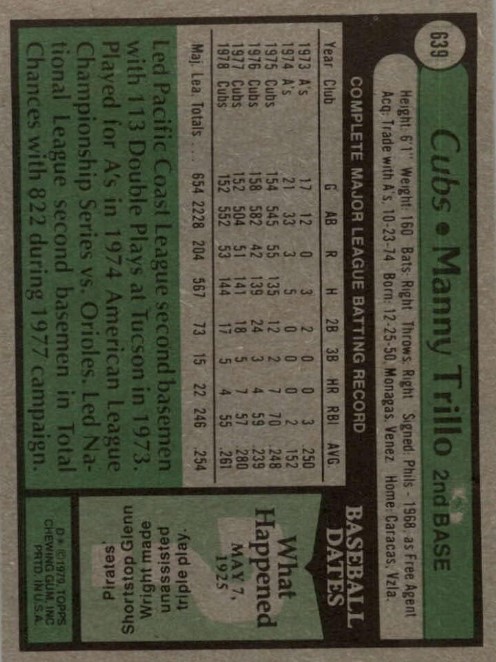 639
Cubs • Manny Trillo 2nd BASE
Height: 6'1" Weight: 160 Bats: Right Throws: Right Signed: Phils - 1968, as Free Agent
Acq: Trade with A's, 10-23-74 Born: 12-25-50, Monagas, Venez Home: Caracas, Vzla.
COMPLETE MAJOR LEAGUE BATTING RECORD
Year Club G AB R H 2B 3B HR RBI AVG
1973 A's 17 12 0 3 2 0 0 3 .250
1974 A's 21 33 3 5 0 0 0 2 .152
1975 Cubs 154 545 55 135 12 2 7 70 .248
1976 Cubs 158 582 42 139 24 3 4 59 .239
1977 Cubs 152 504 51 141 18 5 7 57 .280
1978 Cubs 152 552 53 144 17 5 4 55 .261
Maj. Lea. Totals . . . 654 2228 204 567 73 15 22 246 .254
Led Pacific Coast League second basemen
with 113 Double Plays at Tucson in 1973.
Played for A's in 1974 American League
Championship Series vs. Orioles. Led Na-
tional League second basemen in Total
Chances with 822 during 1977 campaign.
BASEBALL
DATES
What
Happened
MAY 7,
1925
Shortstop Glenn
Wright made
unassisted
triple play.
Pirates'
D* © 1979, TOPPS
CHEWING GUM, INC
PRTD. IN U.S.A.